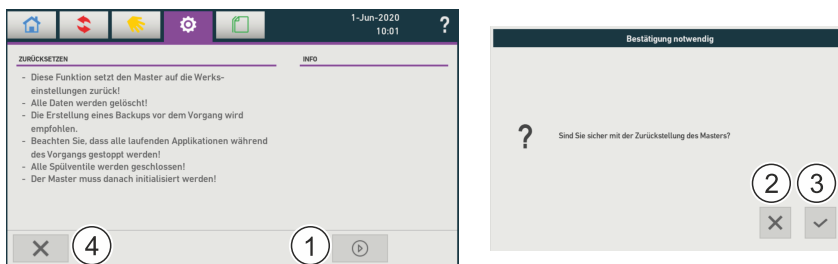 1-Jun-2020
10:01
?
ZURÜCKSETZEN
INFO
- Diese Funktion setzt den Master auf die Werks-
einstellungen zurück!
- Alle Daten werden gelöscht!
- Die Erstellung eines Backups vor dem Vorgang wird
empfohlen.
- Beachten Sie, dass alle laufenden Applikationen während
des Vorgangs gestoppt werden!
- Alle Spülventile werden geschlossen!
- Der Master muss danach initialisiert werden!
4
1
Bestätigung notwendig
?
Sind Sie sicher mit der Zurückstellung des Masters?
2
3